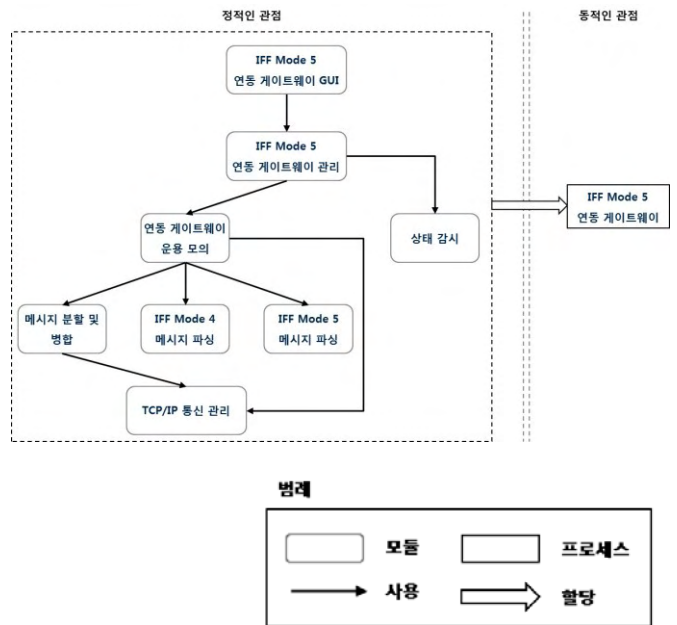 정적인 관점
동적인 관점
IFF Mode 5
연동 게이트웨이 GUI
IFF Mode 5
연동 게이트웨이 관리
IFF Mode 5
연동 게이트웨이
연동 게이트웨이
운용 모의
상태 감시
메시지 분할 및
병합
IFF Mode 4
메시지 파싱
IFF Mode 5
메시지 파싱
TCP/IP 통신 관리
범례
모듈
프로세스
사용
할당